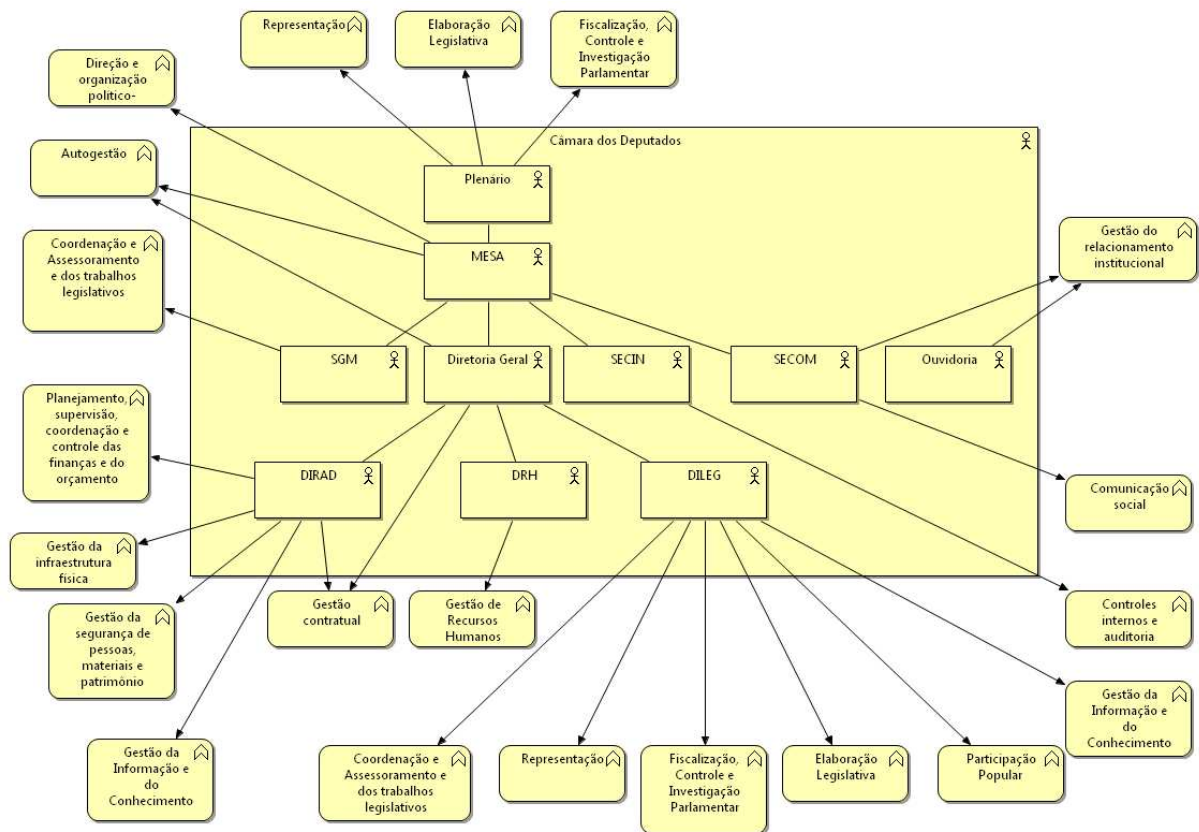 Representação
Elaboração
Legislativa
Fiscalização,
Controle e
Investigação
Parlamentar
Direção e
organização
político-
Câmara dos Deputados
Autogestão
Plenário
Coordenação e
Assessoramento
e dos trabalhos
legislativos
MESA
Gestão do
relacionamento
institucional
SGM
Diretoria Geral
SECIN
SECOM
Ouvidoria
Planejamento,
supervisão,
coordenação e
controle das
finanças e do
orçamento
DIRAD
DRH
DILEG
Comunicação
social
Gestão da
infraestrutura
física
Gestão
contratual
Gestão de
Recursos
Humanos
Controles
internos e
auditoria
Gestão da
segurança de
pessoas,
materiais e
patrimônio
Gestão da
Informação e
do
Conhecimento
Gestão da
Informação e
do
Conhecimento
Coordenação e
Assessoramento e
dos trabalhos
legislativos
Representação
Fiscalização,
Controle e
Investigação
Parlamentar
Elaboração
Legislativa
Participação
Popular